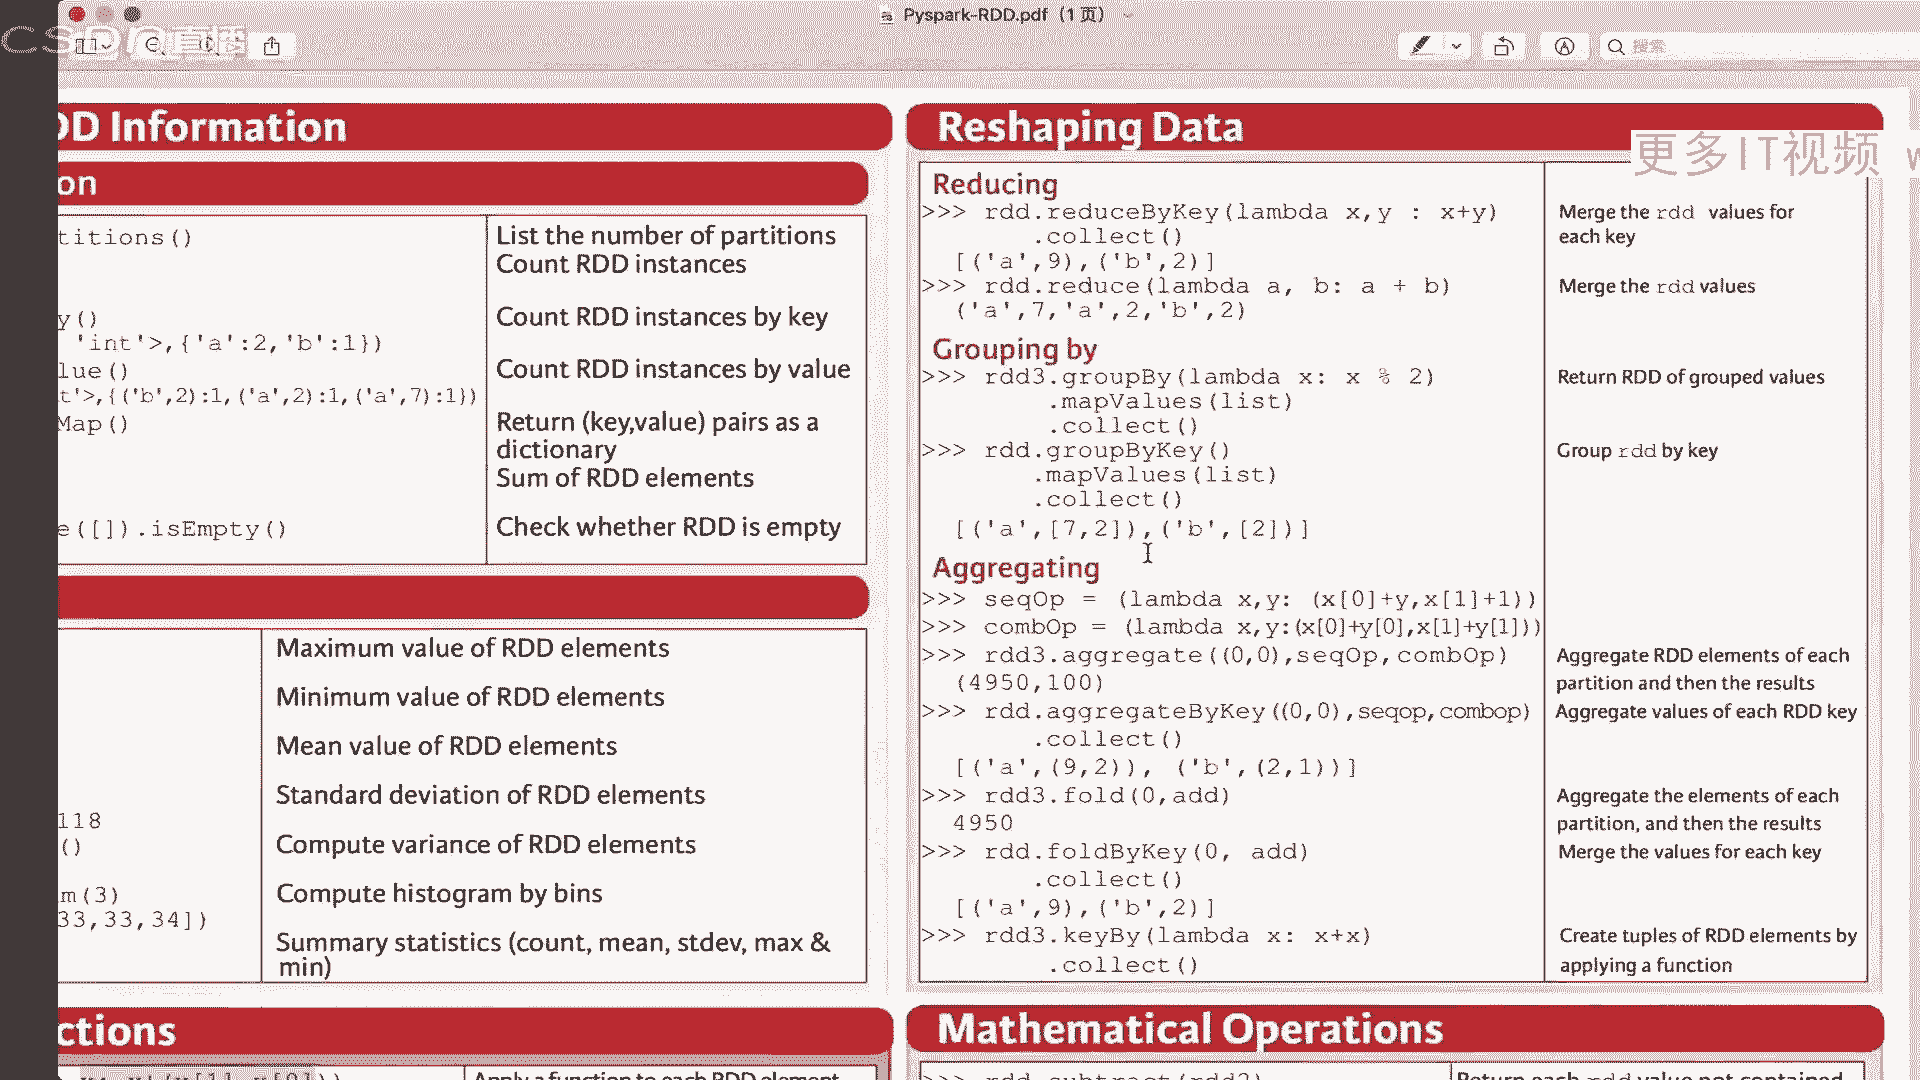 Pyspark-RDD.pdf（1 页）
CSDN直播
搜索
更多IT视频 w
DD Information
on
titions()
List the number of partitions
Count RDD instances
y()
Count RDD instances by key
'int'>,{'a':2,'b':1})
lue()
Count RDD instances by value
t'>,{('b',2):1,('a',2):1,('a',7):1})
Map()
Return (key,value) pairs as a
dictionary
Sum of RDD elements
e([]).isEmpty()
Check whether RDD is empty
Maximum value of RDD elements
Minimum value of RDD elements
Mean value of RDD elements
Standard deviation of RDD elements
118
()
Compute variance of RDD elements
m(3)
Compute histogram by bins
33,33,34])
Summary statistics (count, mean, stdev, max &
min)
ctions
Apply a function to each RDD element
Reshaping Data
Reducing
>>> rdd.reduceByKey(lambda x,y : x+y)
Merge the rdd values for
each key
.collect()
[('a',9),('b',2)]
>>> rdd.reduce(lambda a, b: a + b)
Merge the rdd values
('a',7,'a',2,'b',2)
Grouping by
>>> rdd3.groupBy(lambda x: x % 2)
Return RDD of grouped values
.mapValues(list)
.collect()
>>> rdd.groupByKey()
Group rdd by key
.mapValues(list)
.collect()
[('a',[7,2]),('b',[2])]
Aggregating
>>> seqOp = (lambda x,y: (x[0]+y,x[1]+1))
>>> combOp = (lambda x,y:(x[0]+y[0],x[1]+y[1]))
>>> rdd3.aggregate((0,0),seqOp,combOp)
Aggregate RDD elements of each
(4950,100)
partition and then the results
>>> rdd.aggregateByKey((0,0),seqop,combop)
Aggregate values of each RDD key
.collect()
[('a',(9,2)), ('b',(2,1))]
>>> rdd3.fold(0,add)
Aggregate the elements of each
4950
partition, and then the results
>>> rdd.foldByKey(0, add)
Merge the values for each key
.collect()
[('a',9),('b',2)]
>>> rdd3.keyBy(lambda x: x+x)
Create tuples of RDD elements by
.collect()
applying a function
Mathematical Operations
>>> rdd.subtract(rdd2)
Return each rdd value not contained